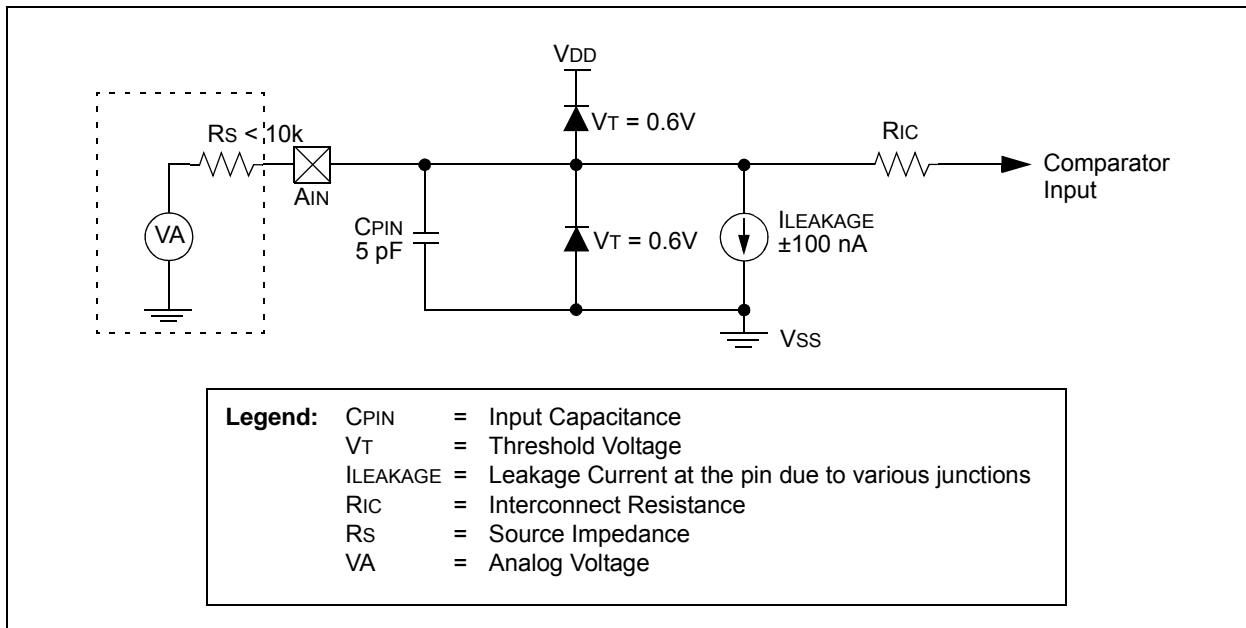 VDD
VT = 0.6V
RS < 10k
RIC
AIN
Comparator
Input
VA
CPIN
5 pF
VT = 0.6V
ILEAKAGE
±100 nA
VSS
Legend: CPIN = Input Capacitance
VT = Threshold Voltage
ILEAKAGE = Leakage Current at the pin due to various junctions
RIC = Interconnect Resistance
RS = Source Impedance
VA = Analog Voltage